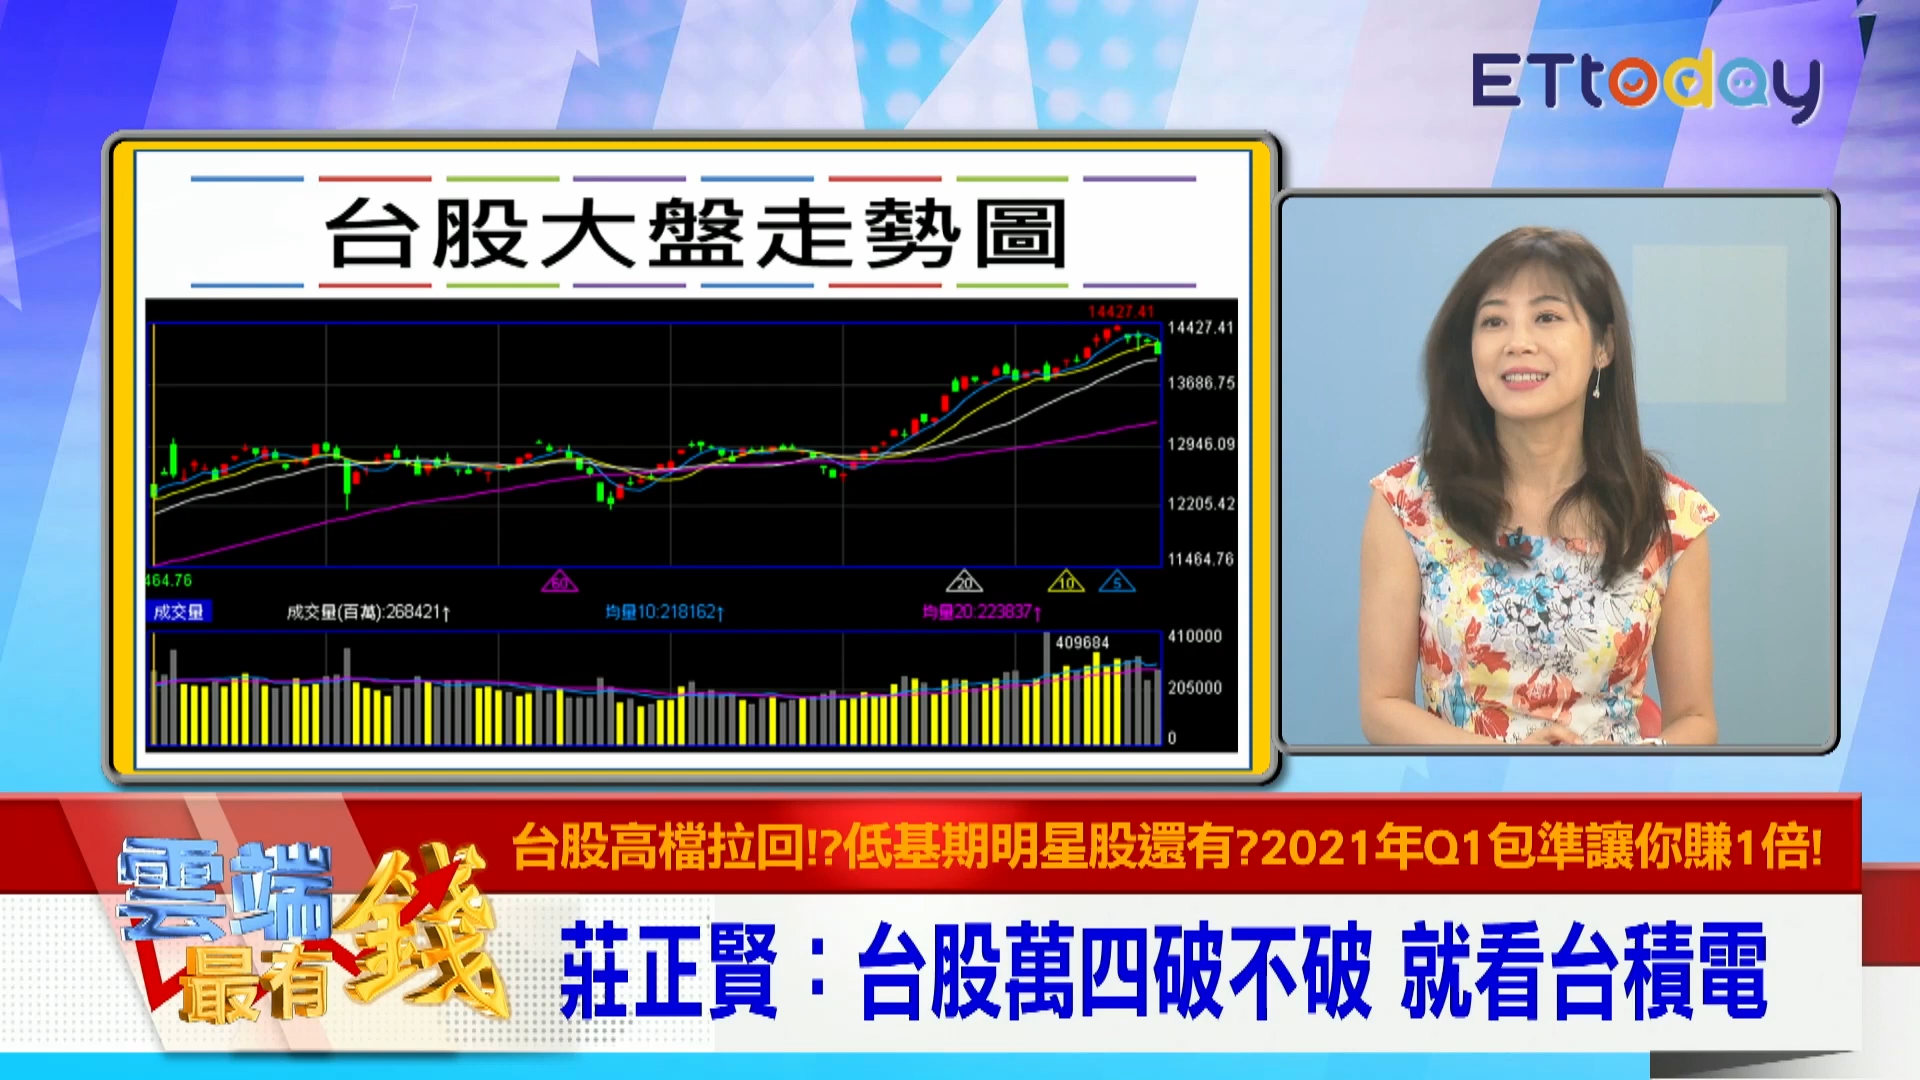 ETtoday
台股大盤走勢圖
14427.41
14427.41
13686.75
12946.09
12205.42
11464.76
464.76
60
20
10
5
成交量
成交量(百萬):268421↑
均量10:218162↑
均量20:223837↑
410000
409684
205000
0
台股高檔拉回!?低基期明星股還有?2021年Q1包準讓你賺1倍!
雲端
最有
錢
莊正賢：台股萬四破不破 就看台積電